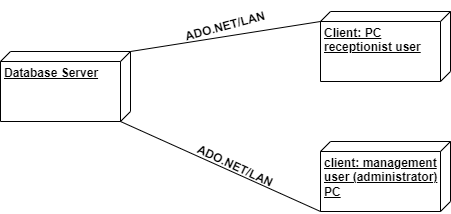 ADO.NET/LAN
Client: PC
receptionist user
Database Server
ADO.NET/LAN
client: management
user (administrator)
PC